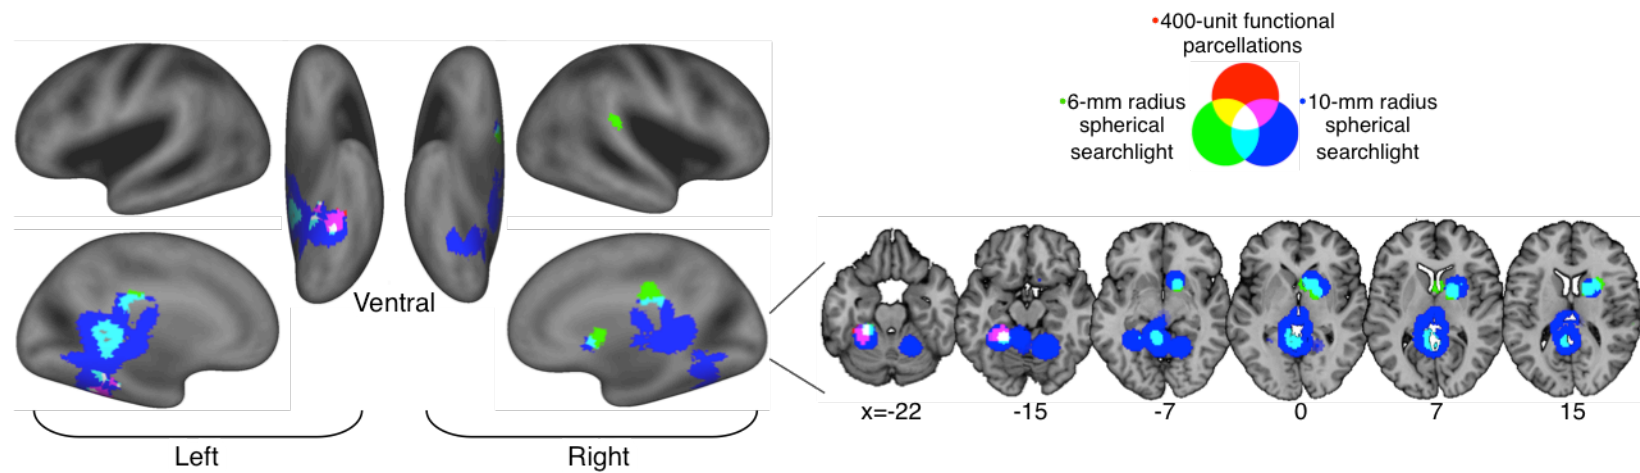 400-unit functional
parcellations
6-mm radius
spherical
searchlight
10-mm radius
spherical
searchlight
Ventral
Left
Right
x=-22
-15
-7
0
7
15